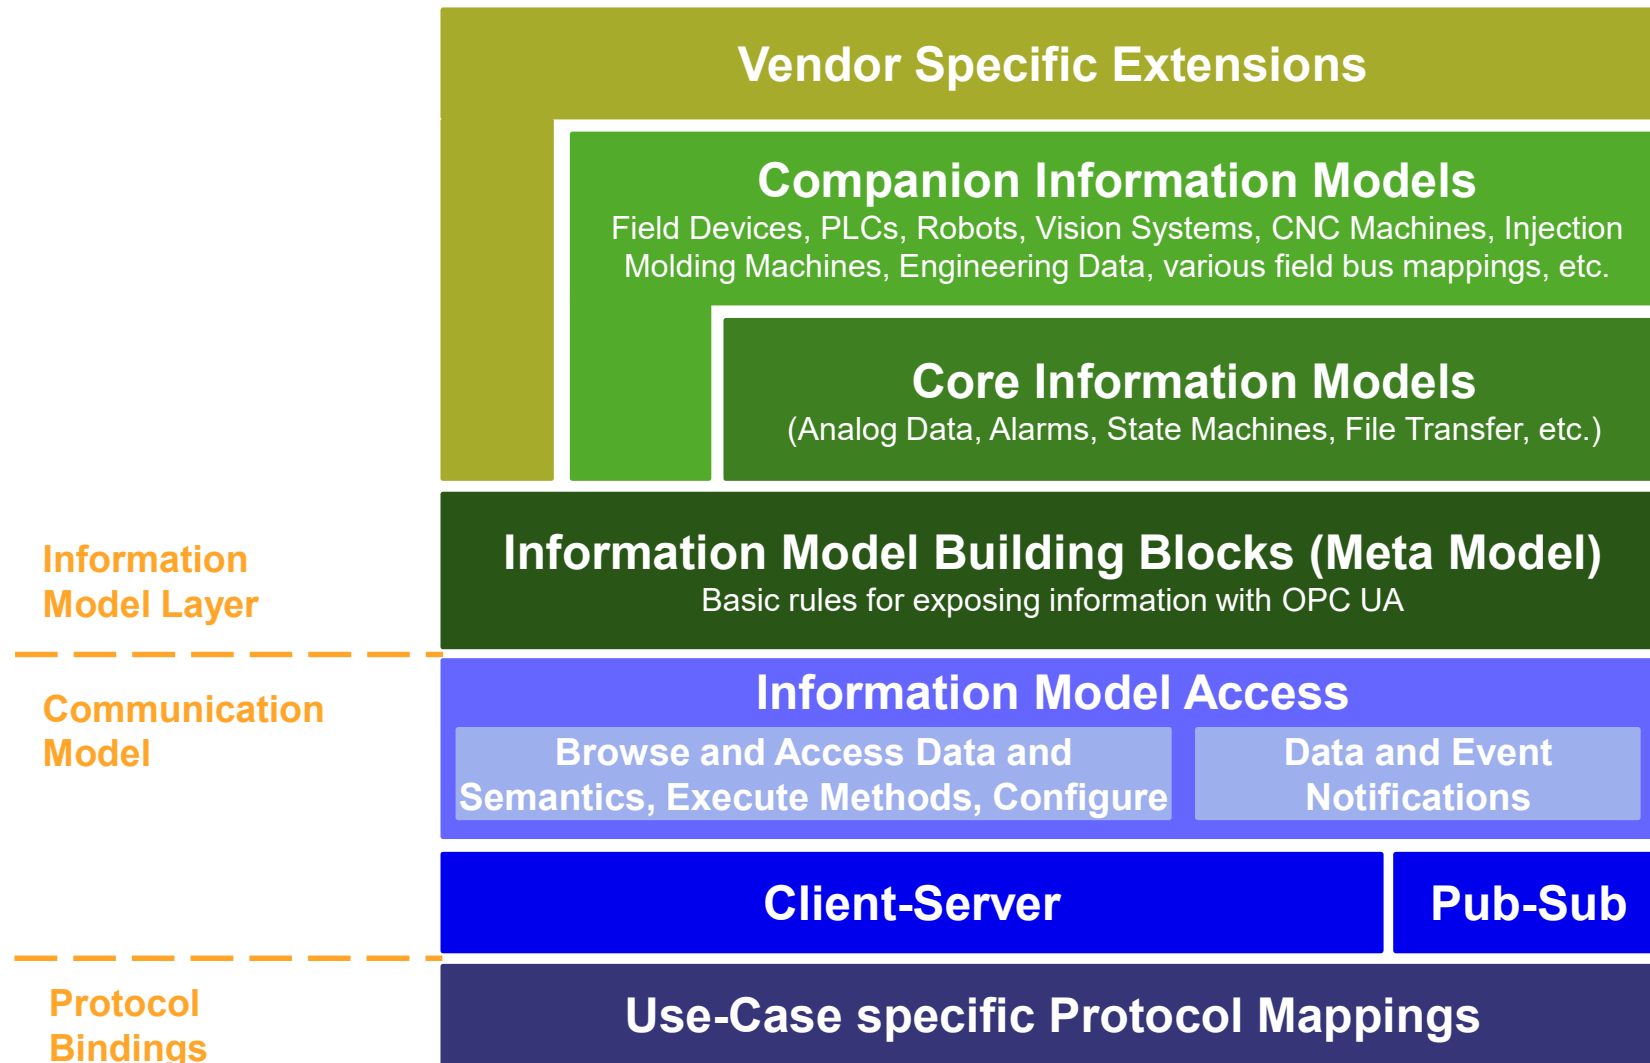 Vendor Specific Extensions
Companion Information Models
Field Devices, PLCs, Robots, Vision Systems, CNC Machines, Injection
Molding Machines, Engineering Data, various field bus mappings, etc.
Core Information Models
(Analog Data, Alarms, State Machines, File Transfer, etc.)
Information
Model Layer
Information Model Building Blocks (Meta Model)
Basic rules for exposing information with OPC UA
Communication
Model
Information Model Access
Browse and Access Data and
Semantics, Execute Methods, Configure
Data and Event
Notifications
Client-Server
Pub-Sub
Protocol
Bindings
Use-Case specific Protocol Mappings